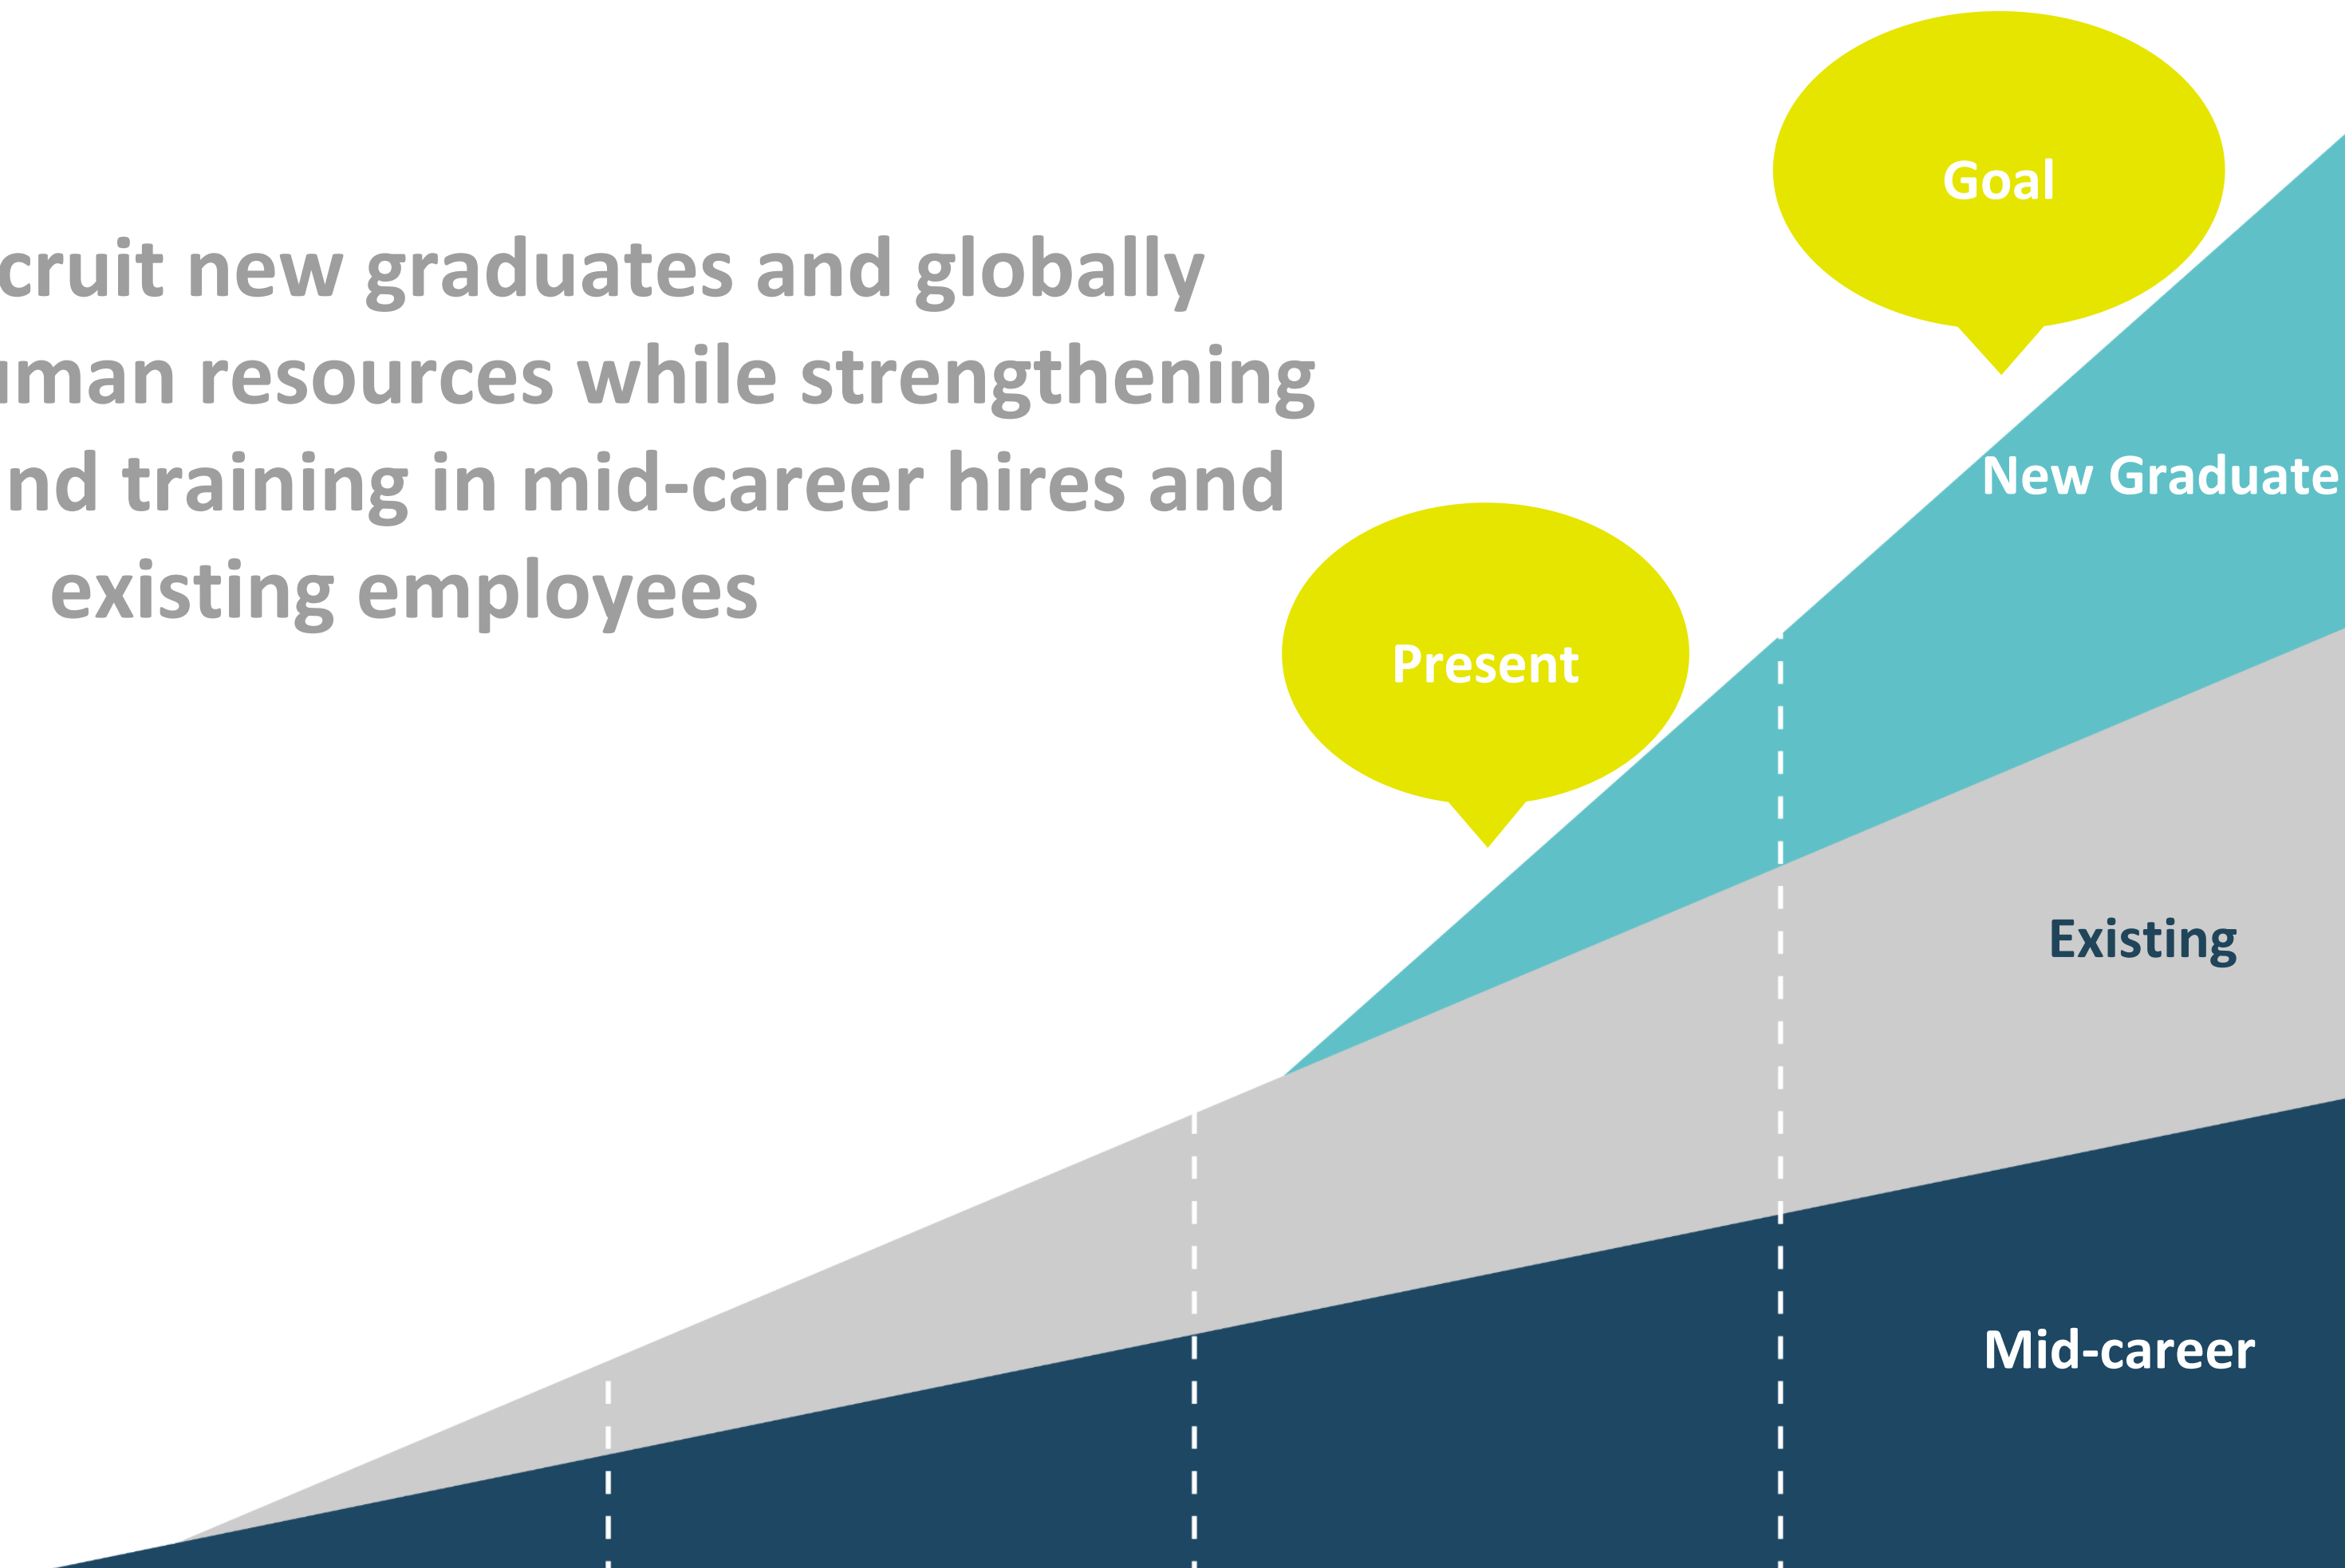 Goal
cruit new graduates and globally
man resources while strengthening
nd training in mid-career hires and
existing employees
New Graduate
Present
Existing
Mid-career